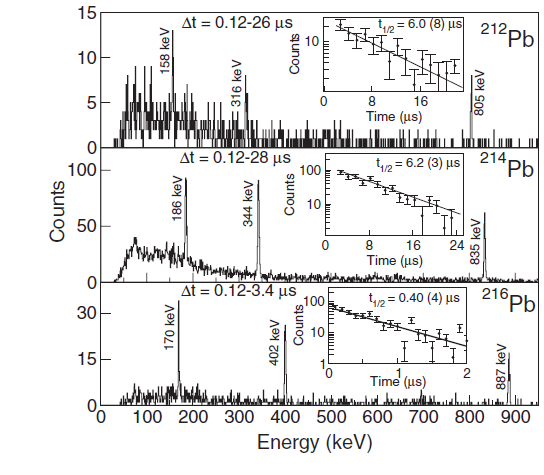 15
Δt = 0.12-26 μs
212Pb
10
5
0
158 keV
316 keV
805 keV
Counts
10
t1/2 = 6.0 (8) μs
0 8 16
Time (μs)
Δt = 0.12-28 μs
214Pb
100
50
0
186 keV
344 keV
835 keV
Counts
100
10
t1/2 = 6.2 (3) μs
0 8 16 24
Time (μs)
Counts
Δt = 0.12-3.4 μs
216Pb
30
15
0
170 keV
402 keV
887 keV
Counts
100
10
1
t1/2 = 0.40 (4) μs
0 1 2
Time (μs)
0 100 200 300 400 500 600 700 800 900
Energy (keV)